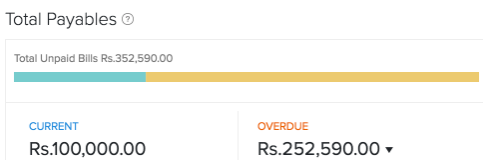 Total Payables ?
Total Unpaid Bills Rs.352,590.00
CURRENT
Rs.100,000.00
OVERDUE
Rs.252,590.00